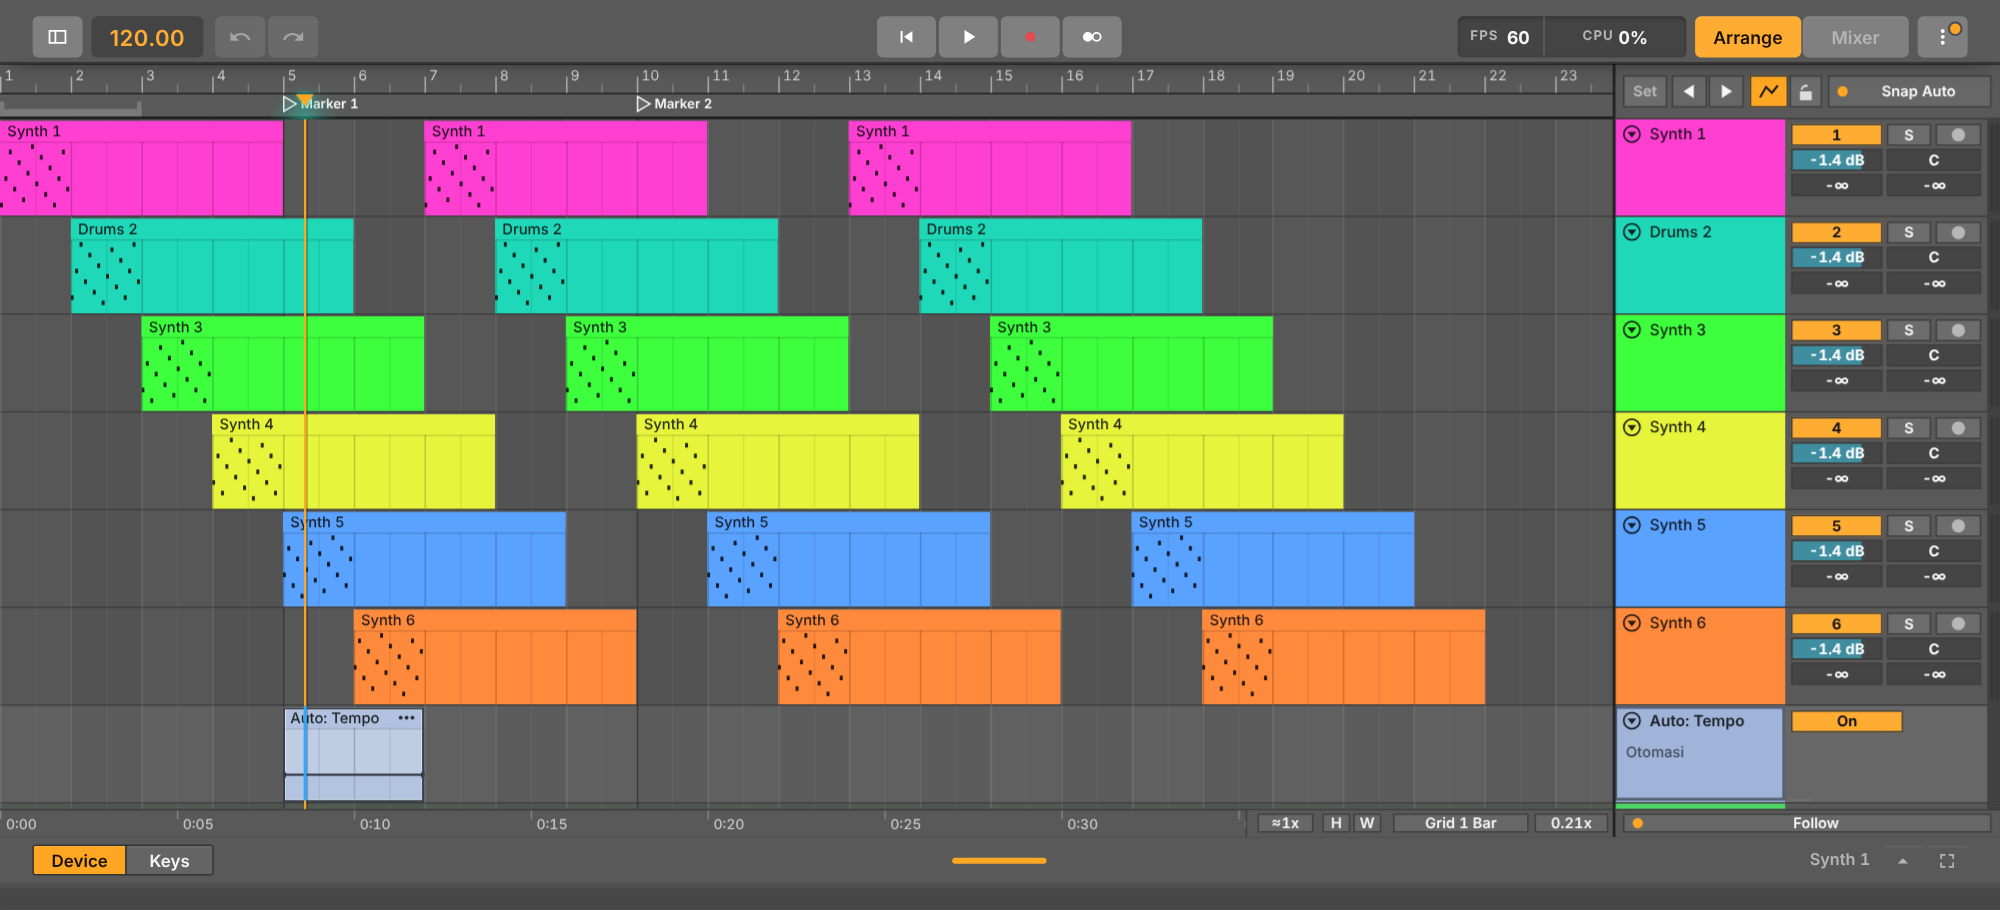 120.00
FPS 60 CPU 0%
Arrange Mixer
1 2 3 4 5 6 7 8 9 10 11 12 13 14 15 16 17 18 19 20 21 22 23
Set Snap Auto
Marker 1 Marker 2
Synth 1 Synth 1 Synth 1
Synth 1 1 S
-1.4 dB C
-∞ -∞
Drums 2 Drums 2 Drums 2
Drums 2 2 S
-1.4 dB C
-∞ -∞
Synth 3 Synth 3 Synth 3
Synth 3 3 S
-1.4 dB C
-∞ -∞
Synth 4 Synth 4 Synth 4
Synth 4 4 S
-1.4 dB C
-∞ -∞
Synth 5 Synth 5 Synth 5
Synth 5 5 S
-1.4 dB C
-∞ -∞
Synth 6 Synth 6 Synth 6
Synth 6 6 S
-1.4 dB C
-∞ -∞
Auto: Tempo
Auto: Tempo On
Otomasi
0:00 0:05 0:10 0:15 0:20 0:25 0:30
≈1x H W Grid 1 Bar 0.21x
Follow
Device Keys
Synth 1